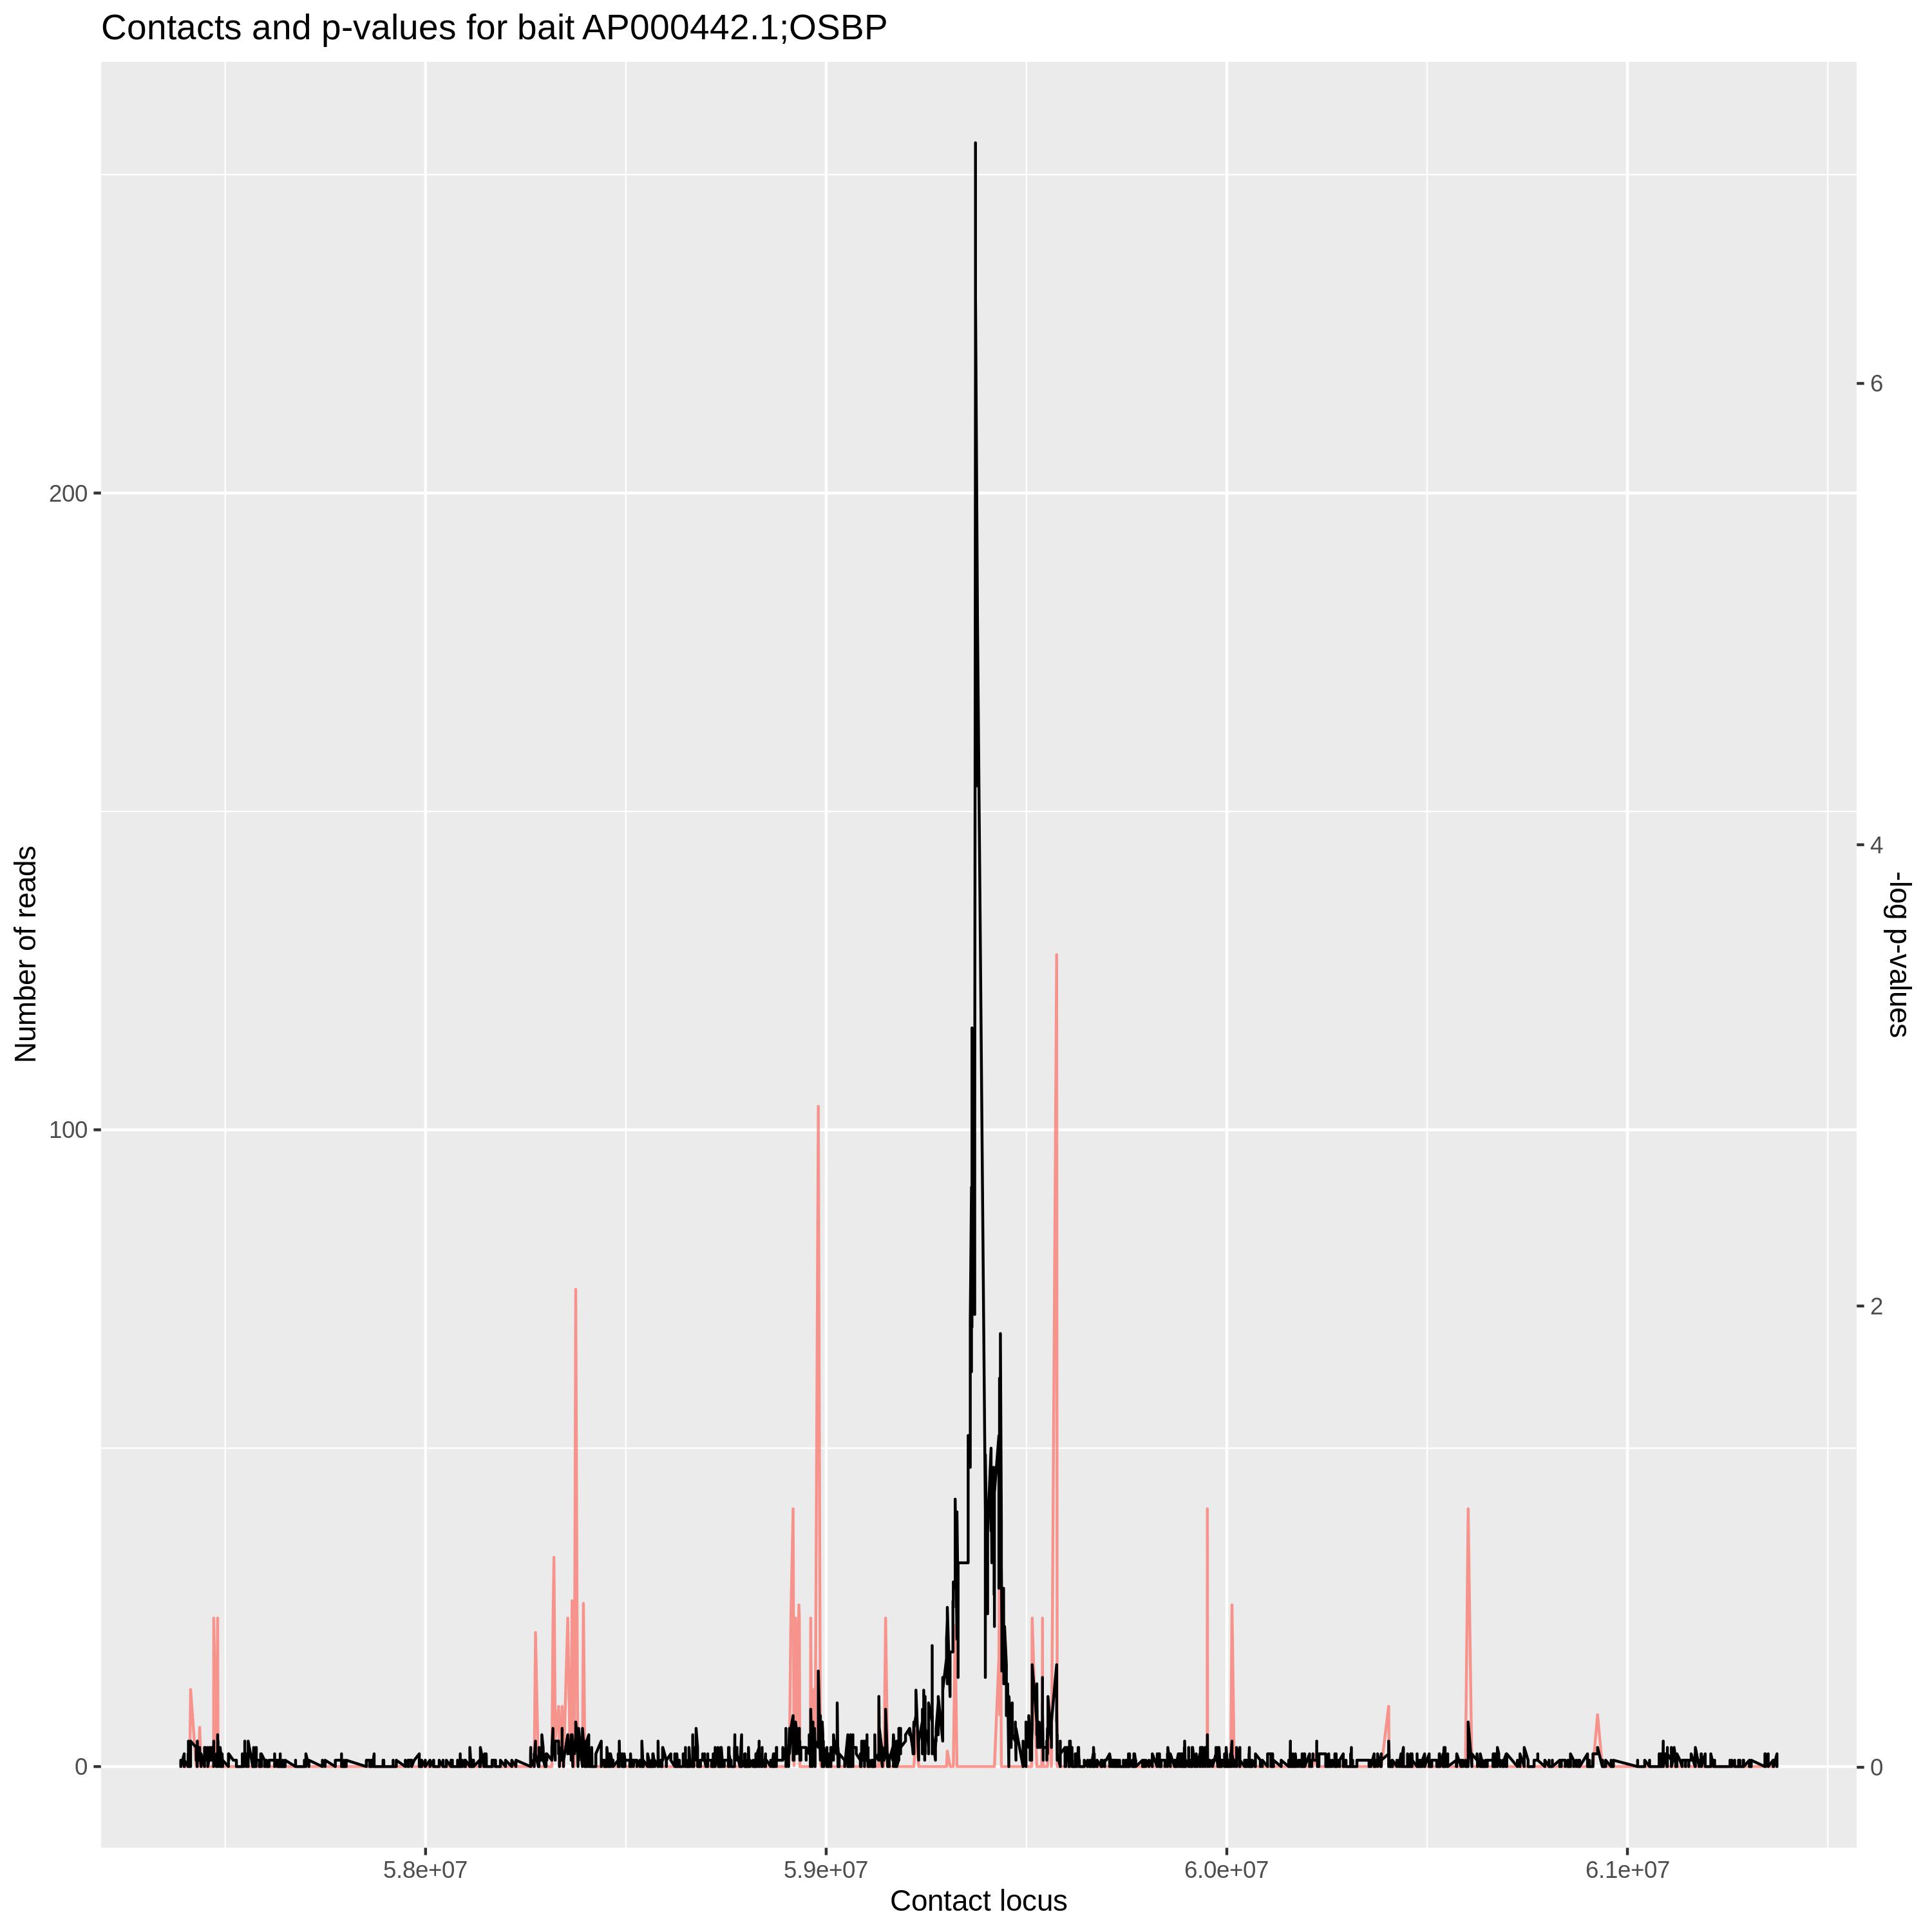 Contacts and p-values for bait AP000442.1;OSBP
Number of reads
200
100
0
6
4
2
0
-log p-values
5.8e+07
5.9e+07
6.0e+07
6.1e+07
Contact locus